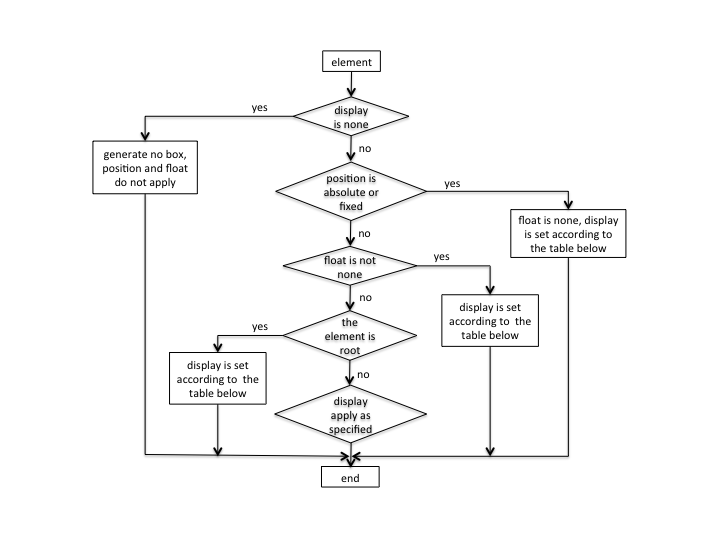 element
yes
display
is none
generate no box,
position and float
do not apply
no
position is
absolute or
fixed
yes
float is none, display
is set according to
the table below
no
float is not
none
yes
display is set
according to the
table below
no
the
element is
root
yes
display is set
according to the
table below
no
display
apply as
specified
end